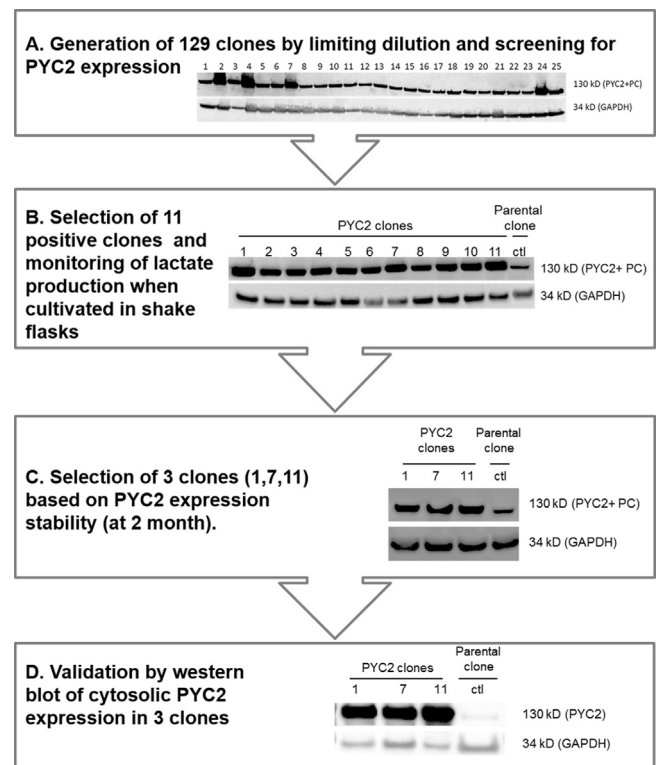 A. Generation of 129 clones by limiting dilution and screening for
PYC2 expression
1 2 3 4 5 6 7 8 9 10 11 12 13 14 15 16 17 18 19 20 21 22 23 24 25
130 kD (PYC2+PC)
34 kD (GAPDH)
B. Selection of 11
positive clones and
monitoring of lactate
production when
cultivated in shake
flasks
PYC2 clones
Parental
clone
1 2 3 4 5 6 7 8 9 10 11 ctl
130 kD (PYC2+ PC)
34 kD (GAPDH)
C. Selection of 3 clones (1,7,11)
based on PYC2 expression
stability (at 2 month).
PYC2
clones
Parental
clone
1 7 11 ctl
130 kD (PYC2+ PC)
34 kD (GAPDH)
D. Validation by western
blot of cytosolic PYC2
expression in 3 clones
PYC2 clones
Parental
clone
1 7 11 ctl
130 kD (PYC2)
34 kD (GAPDH)